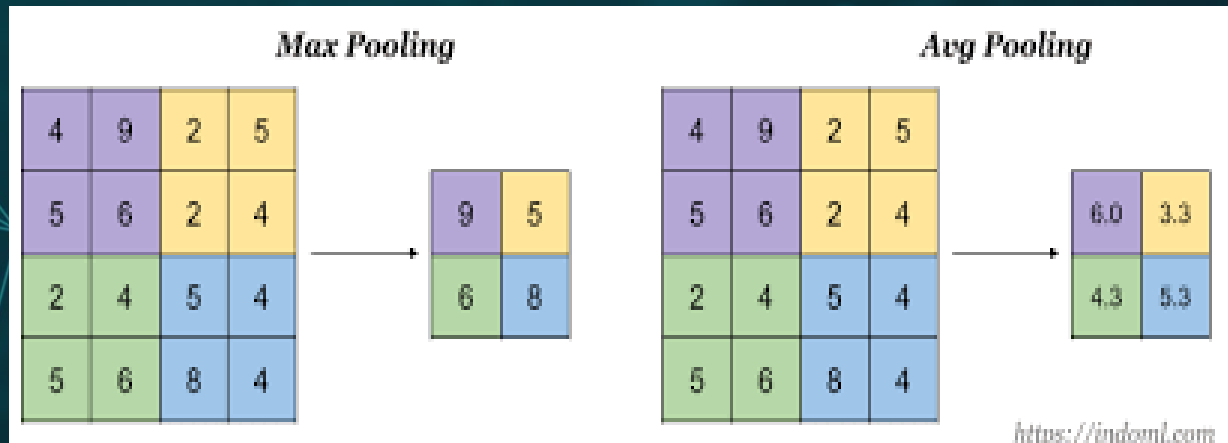 Max Pooling
Avg Pooling
4 9 2 5
5 6 2 4
2 4 5 4
5 6 8 4
9 5
6 8
4 9 2 5
5 6 2 4
2 4 5 4
5 6 8 4
6.0 3.3
4.3 5.3
https://indoml.com